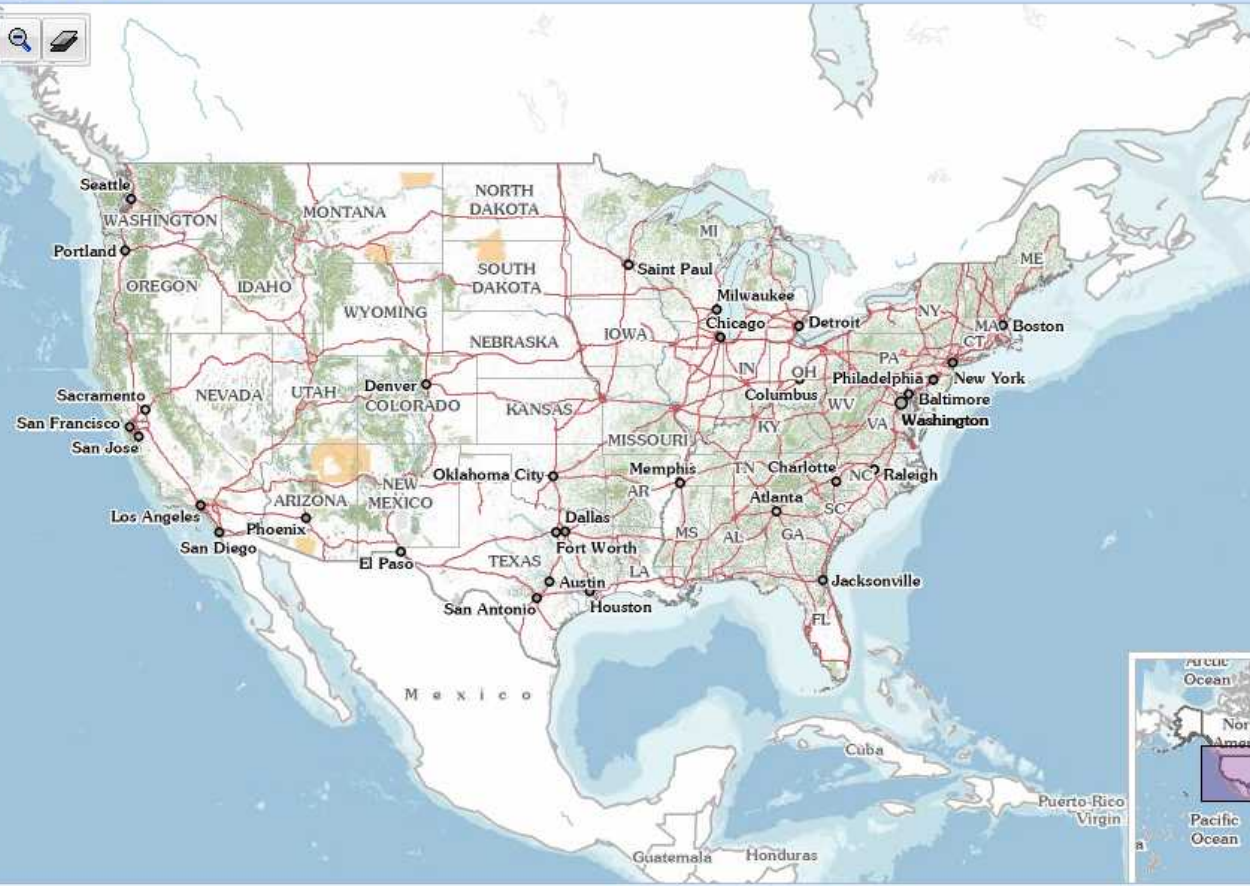 Seattle
WASHINGTON
MONTANA
NORTH
DAKOTA
MI
ME
Portland
OREGON
IDAHO
SOUTH
DAKOTA
Saint Paul
WYOMING
Milwaukee
NY
IOWA
Chicago
Detroit
MA
Boston
CT
NEBRASKA
PA
IN
OH
Philadelphia
New York
Sacramento
NEVADA
UTAH
Denver
COLORADO
KANSAS
Columbus
WV
Baltimore
San Francisco
San Jose
MISSOURI
KY
VA
Washington
Oklahoma City
Memphis
TN
Charlotte
NC
Raleigh
NEW
MEXICO
AR
Los Angeles
ARIZONA
Phoenix
Atlanta
SC
San Diego
Dallas
MS
AL
GA
El Paso
Fort Worth
TEXAS
LA
Austin
Jacksonville
San Antonio
Houston
FL
Mexico
Cuba
Puerto Rico
Virgin
Guatemala
Honduras
Arctic
Ocean
Nor
Amer
Pacific
Ocean
a